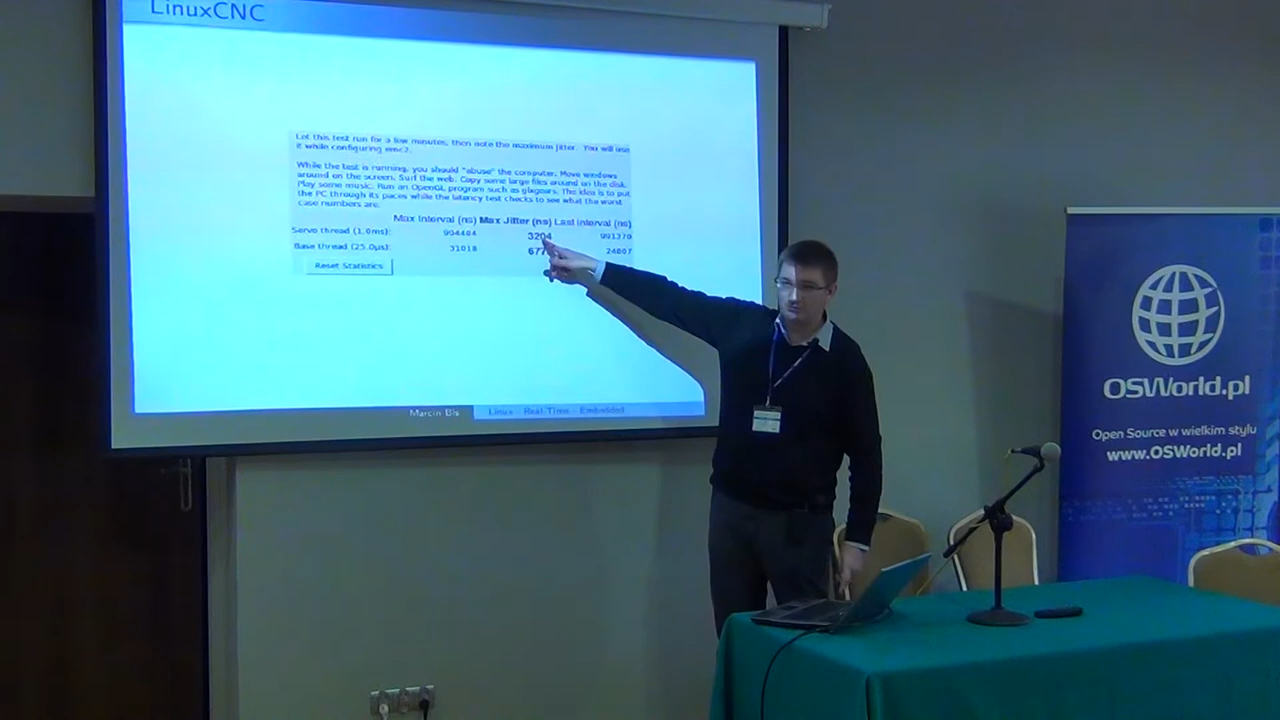 LinuxCNC
Let this test run for a few minutes, then note the maximum jitter. You will use
it while configuring emc2.
While the test is running, you should "abuse" the computer. Move windows
around on the screen. Surf the web. Copy some large files around on the disk.
Play some music. Run an OpenGL program such as glxgears. The idea is to put
the PC through its paces while the latency test checks to see what the worst
case numbers are.
Max Interval (ns) Max Jitter (ns) Last interval (ns)
Servo thread (1.0ms): 994484 3204 991370
Base thread (25.0µs): 31018 677 24807
Reset Statistics
Marcin Bis Linux - Real-Time - Embedded
OSWorld.pl
Open Source w wielkim stylu
www.OSWorld.pl